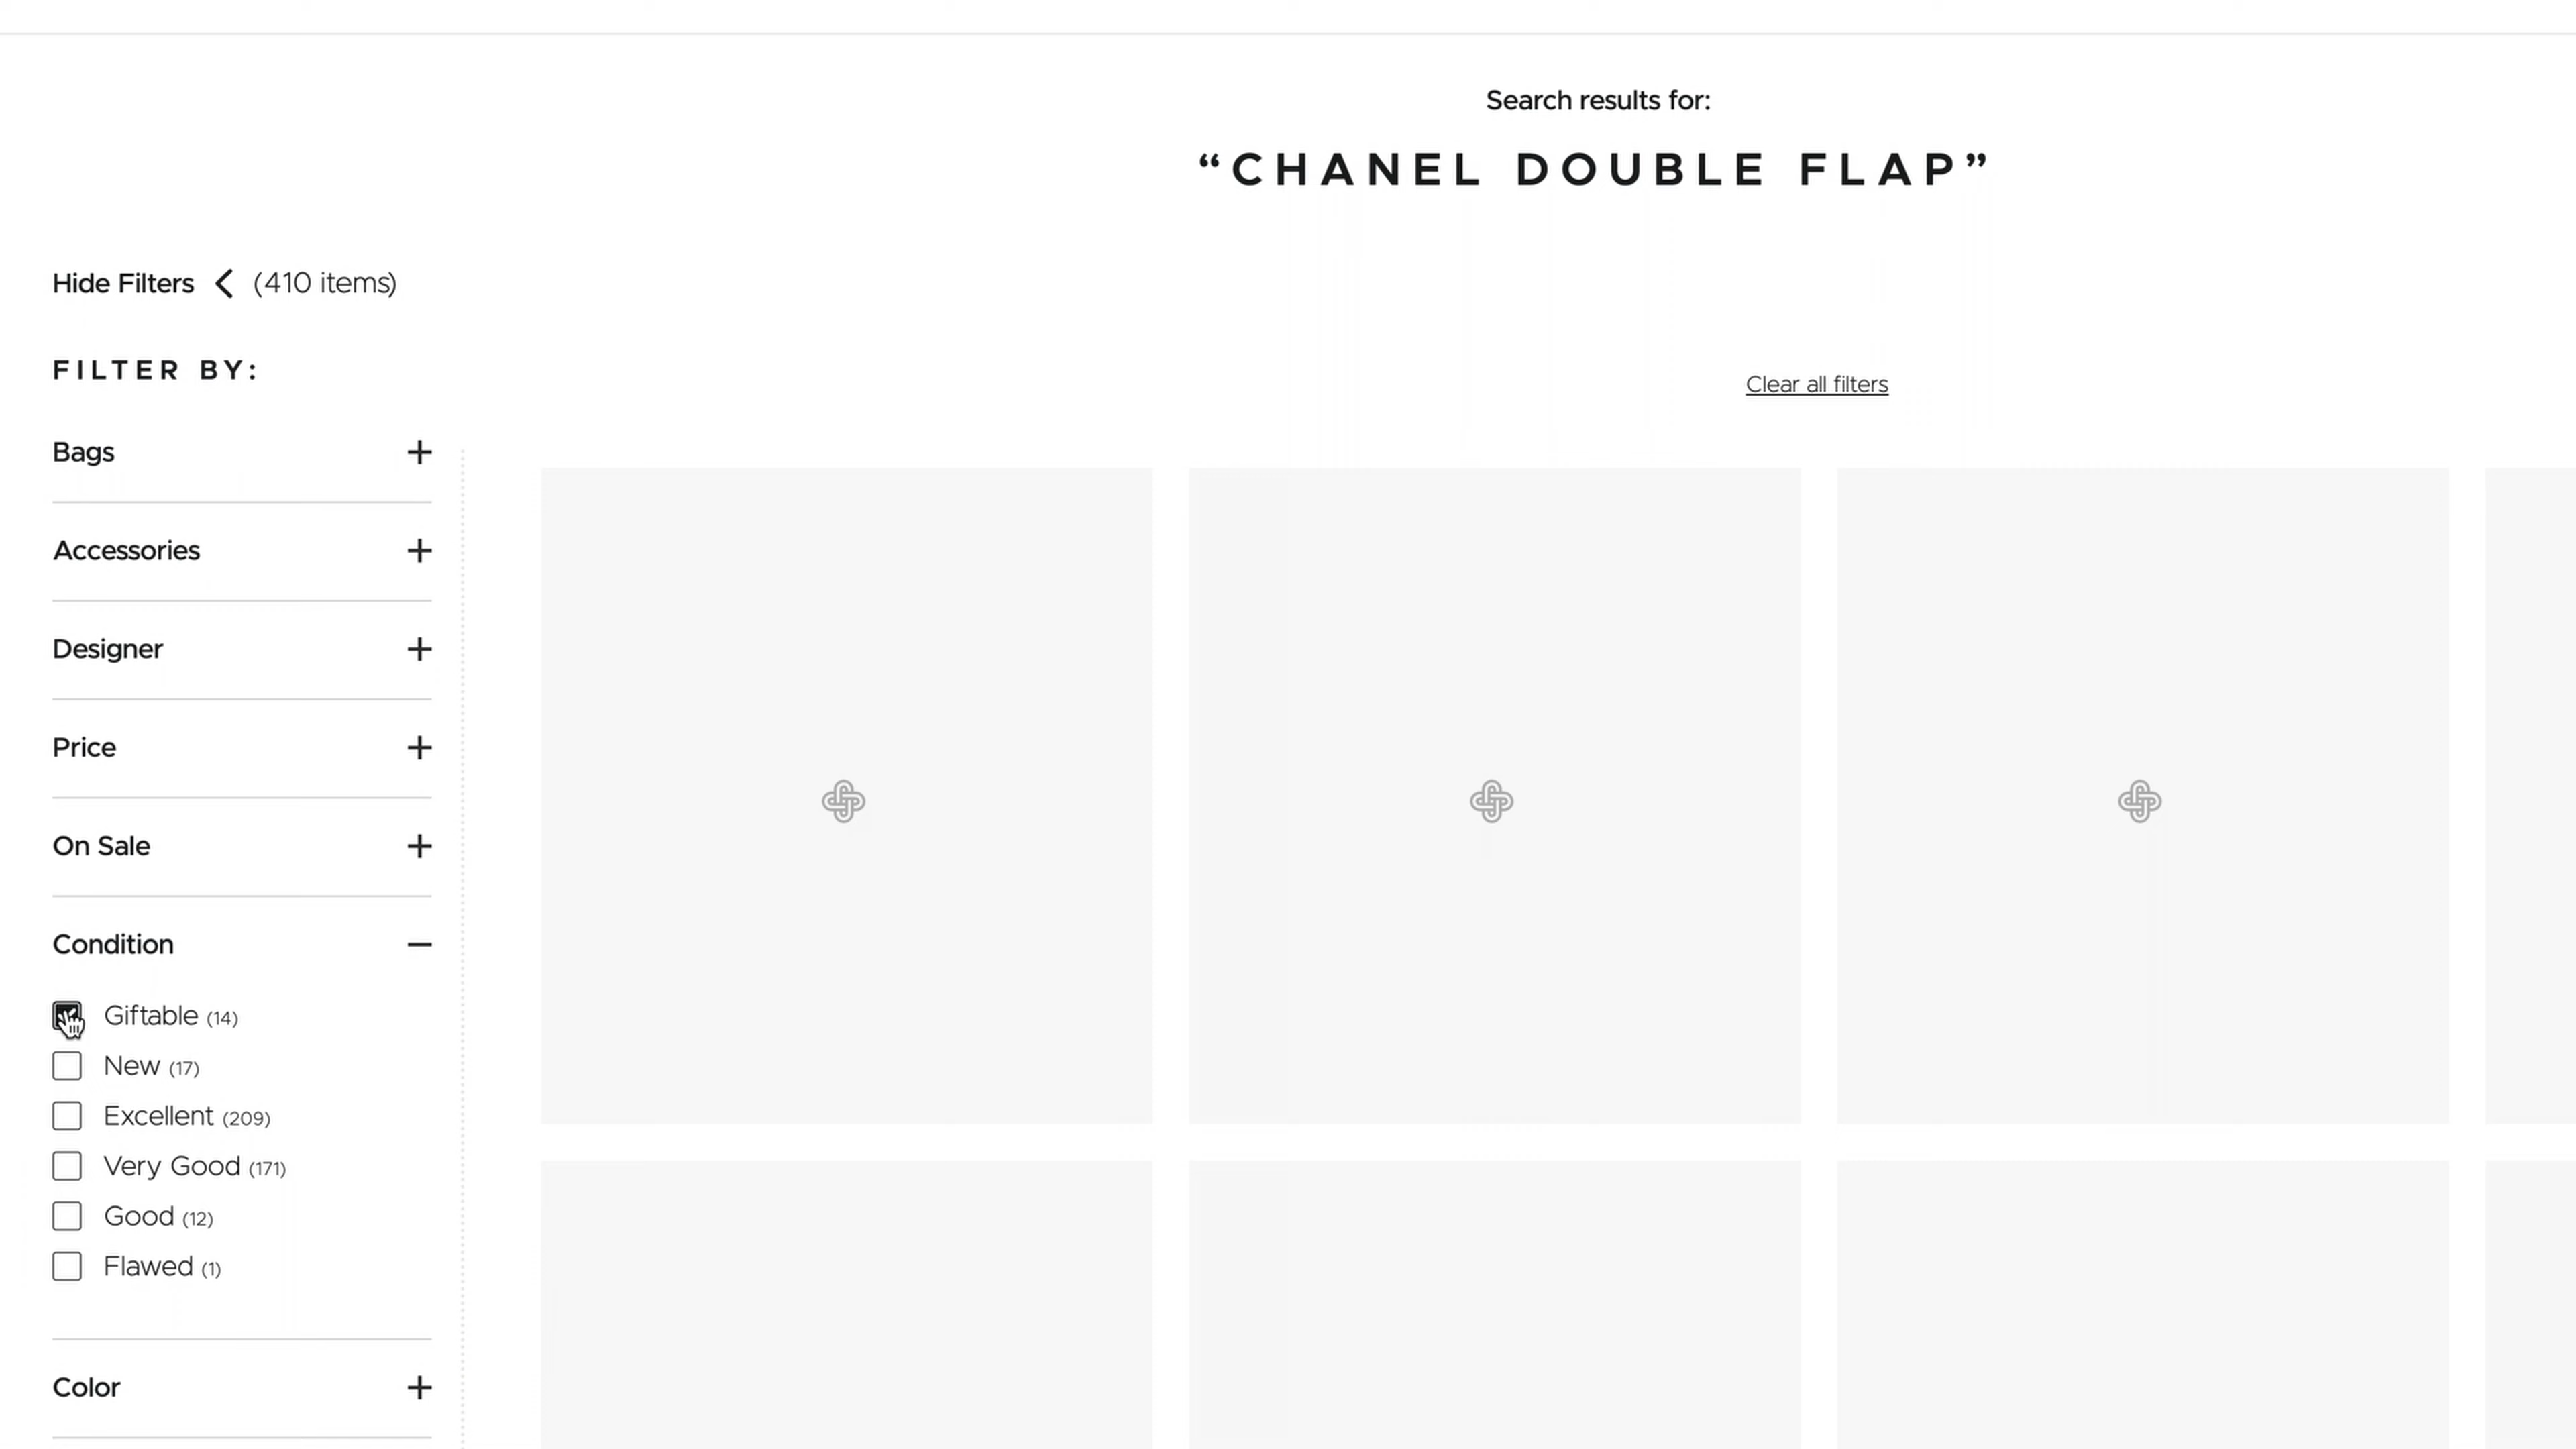 Search results for:
“CHANEL DOUBLE FLAP”
Hide Filters (410 items)
FILTER BY:
Clear all filters
Bags
Accessories
Designer
Price
On Sale
Condition
Giftable (14)
New (17)
Excellent (209)
Very Good (171)
Good (12)
Flawed (1)
Color